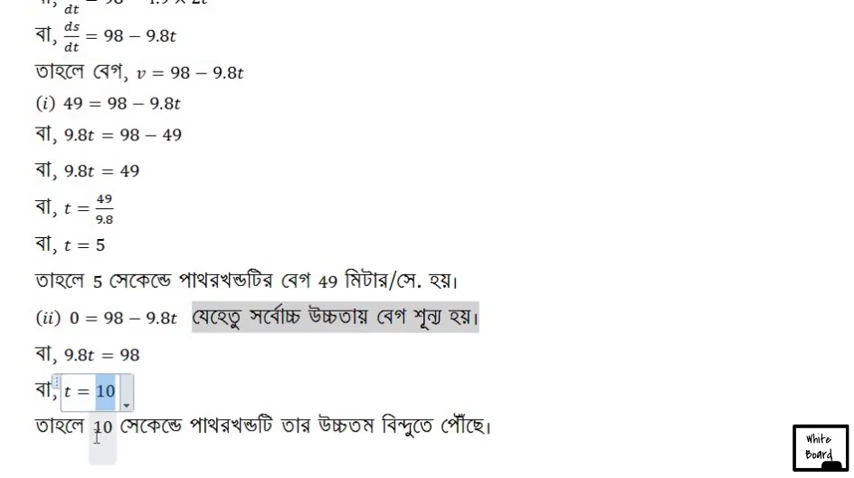 বা, ds/dt = 98 − 9.8t
তাহলে বেগ, v = 98 − 9.8t
(i) 49 = 98 − 9.8t
বা, 9.8t = 98 − 49
বা, 9.8t = 49
বা, t = 49/9.8
বা, t = 5
তাহলে 5 সেকেন্ডে পাথরখন্ডটির বেগ 49 মিটার/সে. হয়।
(ii) 0 = 98 − 9.8t যেহেতু সর্বোচ্চ উচ্চতায় বেগ শূন্য হয়।
বা, 9.8t = 98
বা, t = 10
তাহলে 10 সেকেন্ডে পাথরখন্ডটি তার উচ্চতম বিন্দুতে পৌঁছে।
White
Board